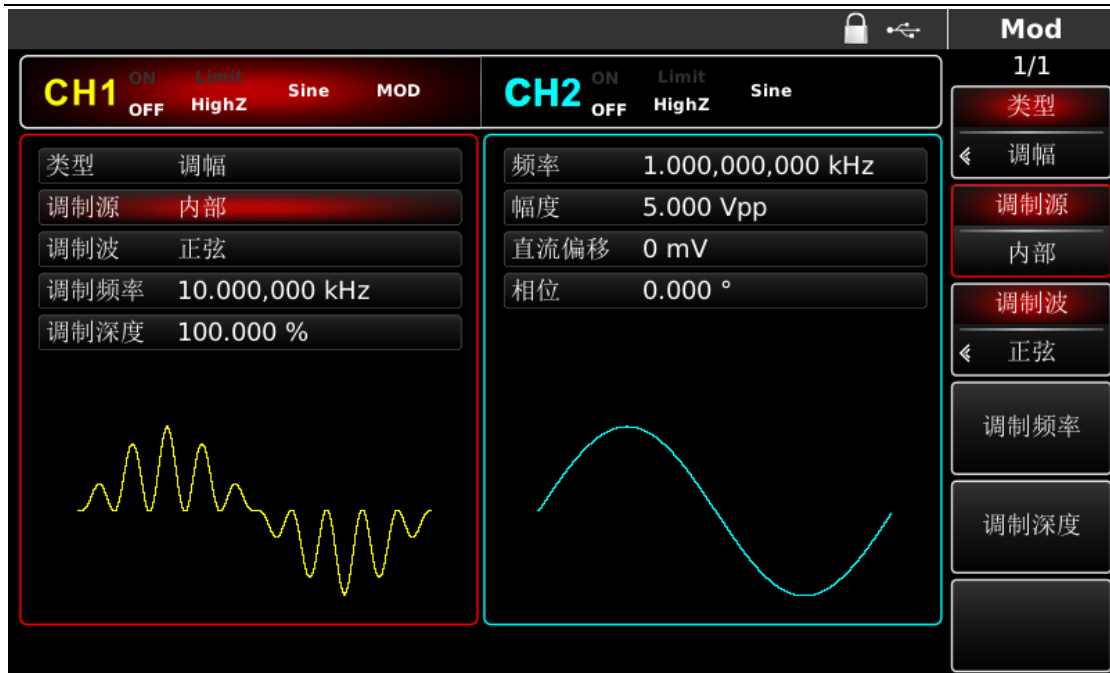 Mod
1/1
CH1 ON OFF Limit HighZ Sine MOD
CH2 ON OFF Limit HighZ Sine
类型 调幅
调制源 内部
调制波 正弦
调制频率 10.000,000 kHz
调制深度 100.000 %
频率 1.000,000,000 kHz
幅度 5.000 Vpp
直流偏移 0 mV
相位 0.000 °
类型
调幅
调制源
内部
调制波
正弦
调制频率
调制深度